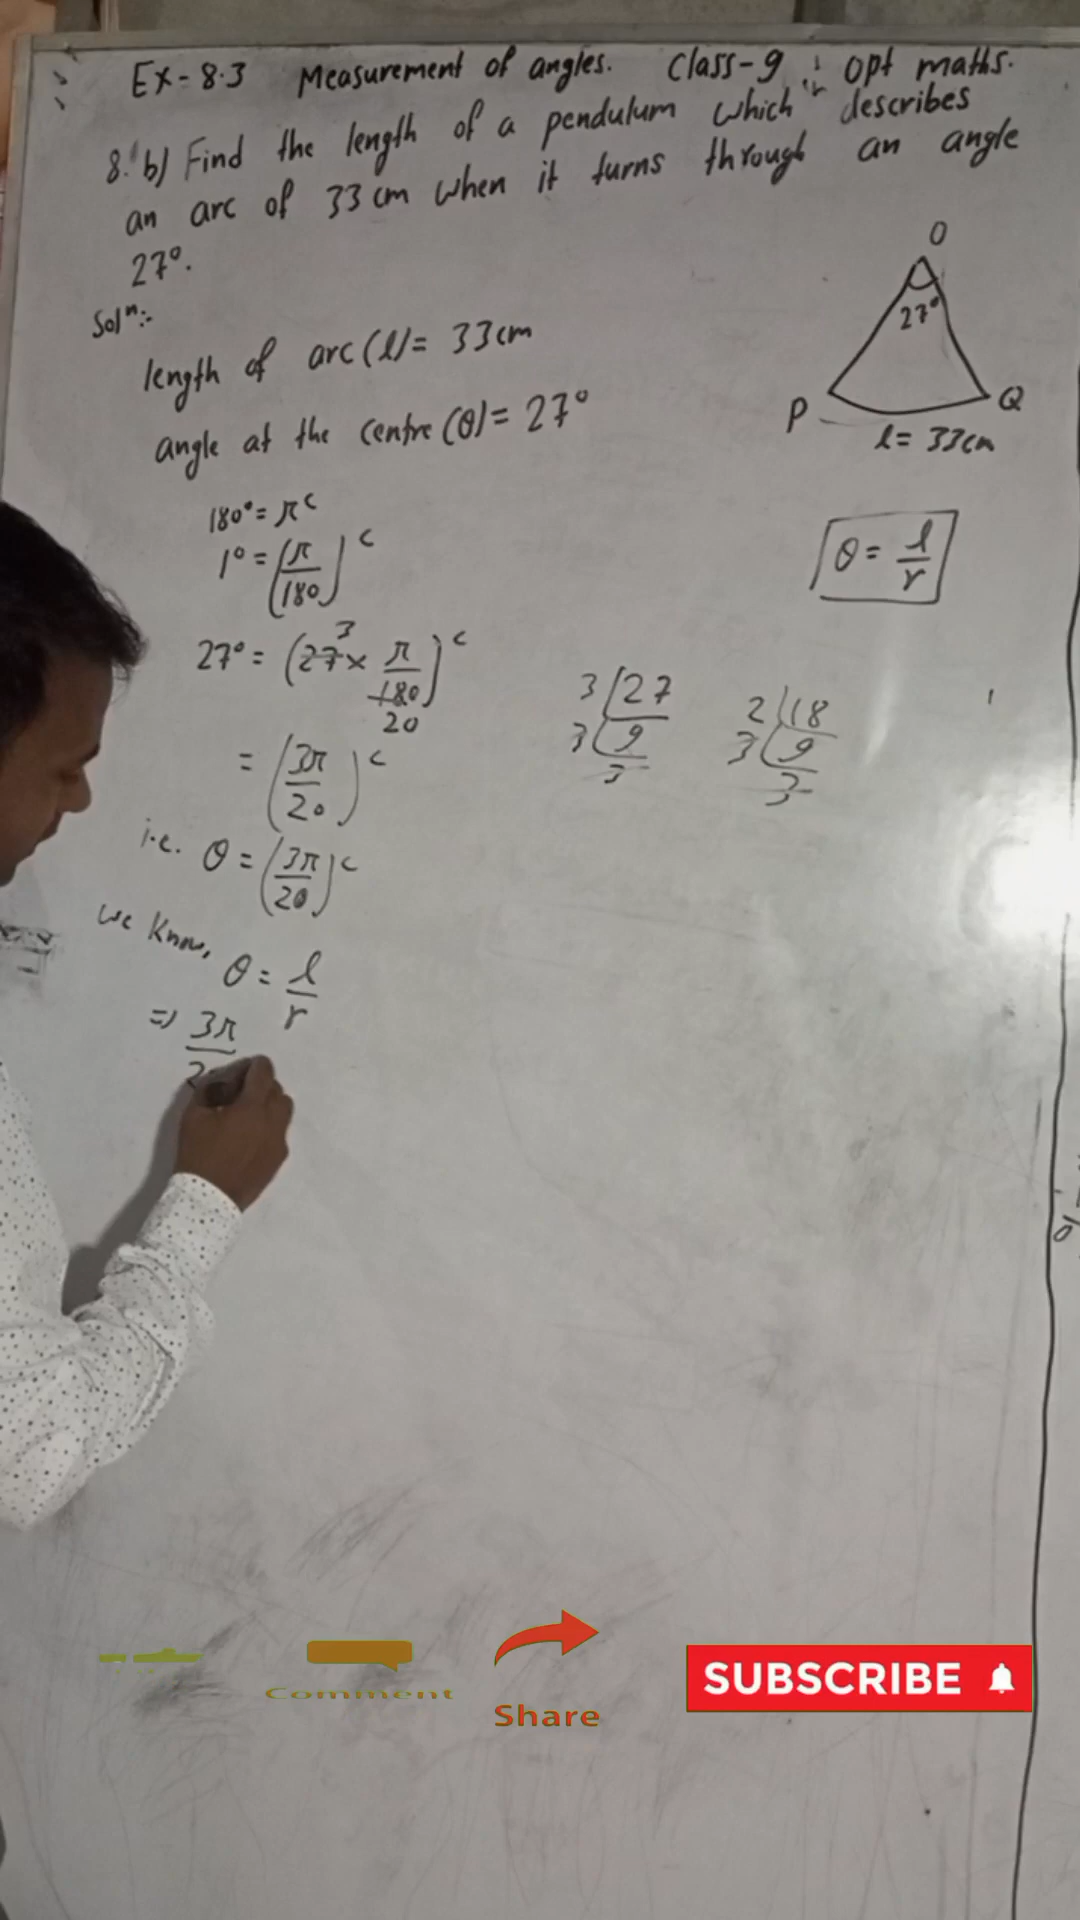 Ex-8.3 Measurement of angles. Class-9 : opt maths.
8. b) Find the length of a pendulum which describes
an arc of 33 cm when it turns through an angle
27°.
Solⁿ:-
length of arc (l) = 33cm
angle at the centre (θ) = 27°
O
27°
P
Q
l = 33cm
180° = πᶜ
1° = (π/180)ᶜ
θ = l/r
27° = (27 3 × π/180 20)ᶜ
= (3π/20)ᶜ
3 27
3 9
3
2 18
3 9
3
i.e. θ = (3π/20)ᶜ
we know,
θ = l/r
⇒ 3π/2
Comment
Share
SUBSCRIBE